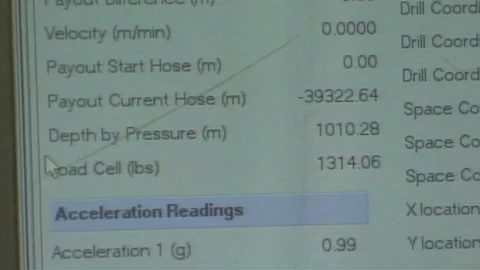 Payout Difference (m)
Velocity (m/min) 0.0000
Payout Start Hose (m) 0.00
Payout Current Hose (m) -39322.64
Depth by Pressure (m) 1010.28
Load Cell (lbs) 1314.06
Acceleration Readings
Acceleration 1 (g) 0.99
Drill Coord
Drill Coord
Drill Coord
Space Co
Space Co
Space Co
X location
Y location